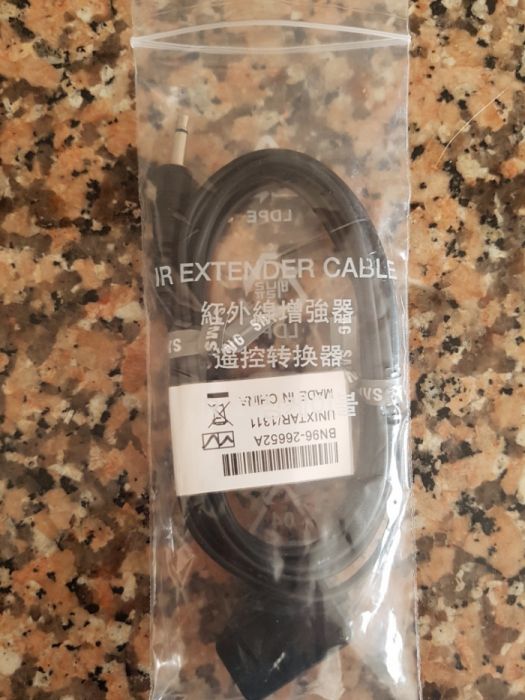 LDPE
IR EXTENDER CABLE
紅外線增強器
遥控转换器
BN96-26652A
UNIXTAR/1311
MADE IN CHINA